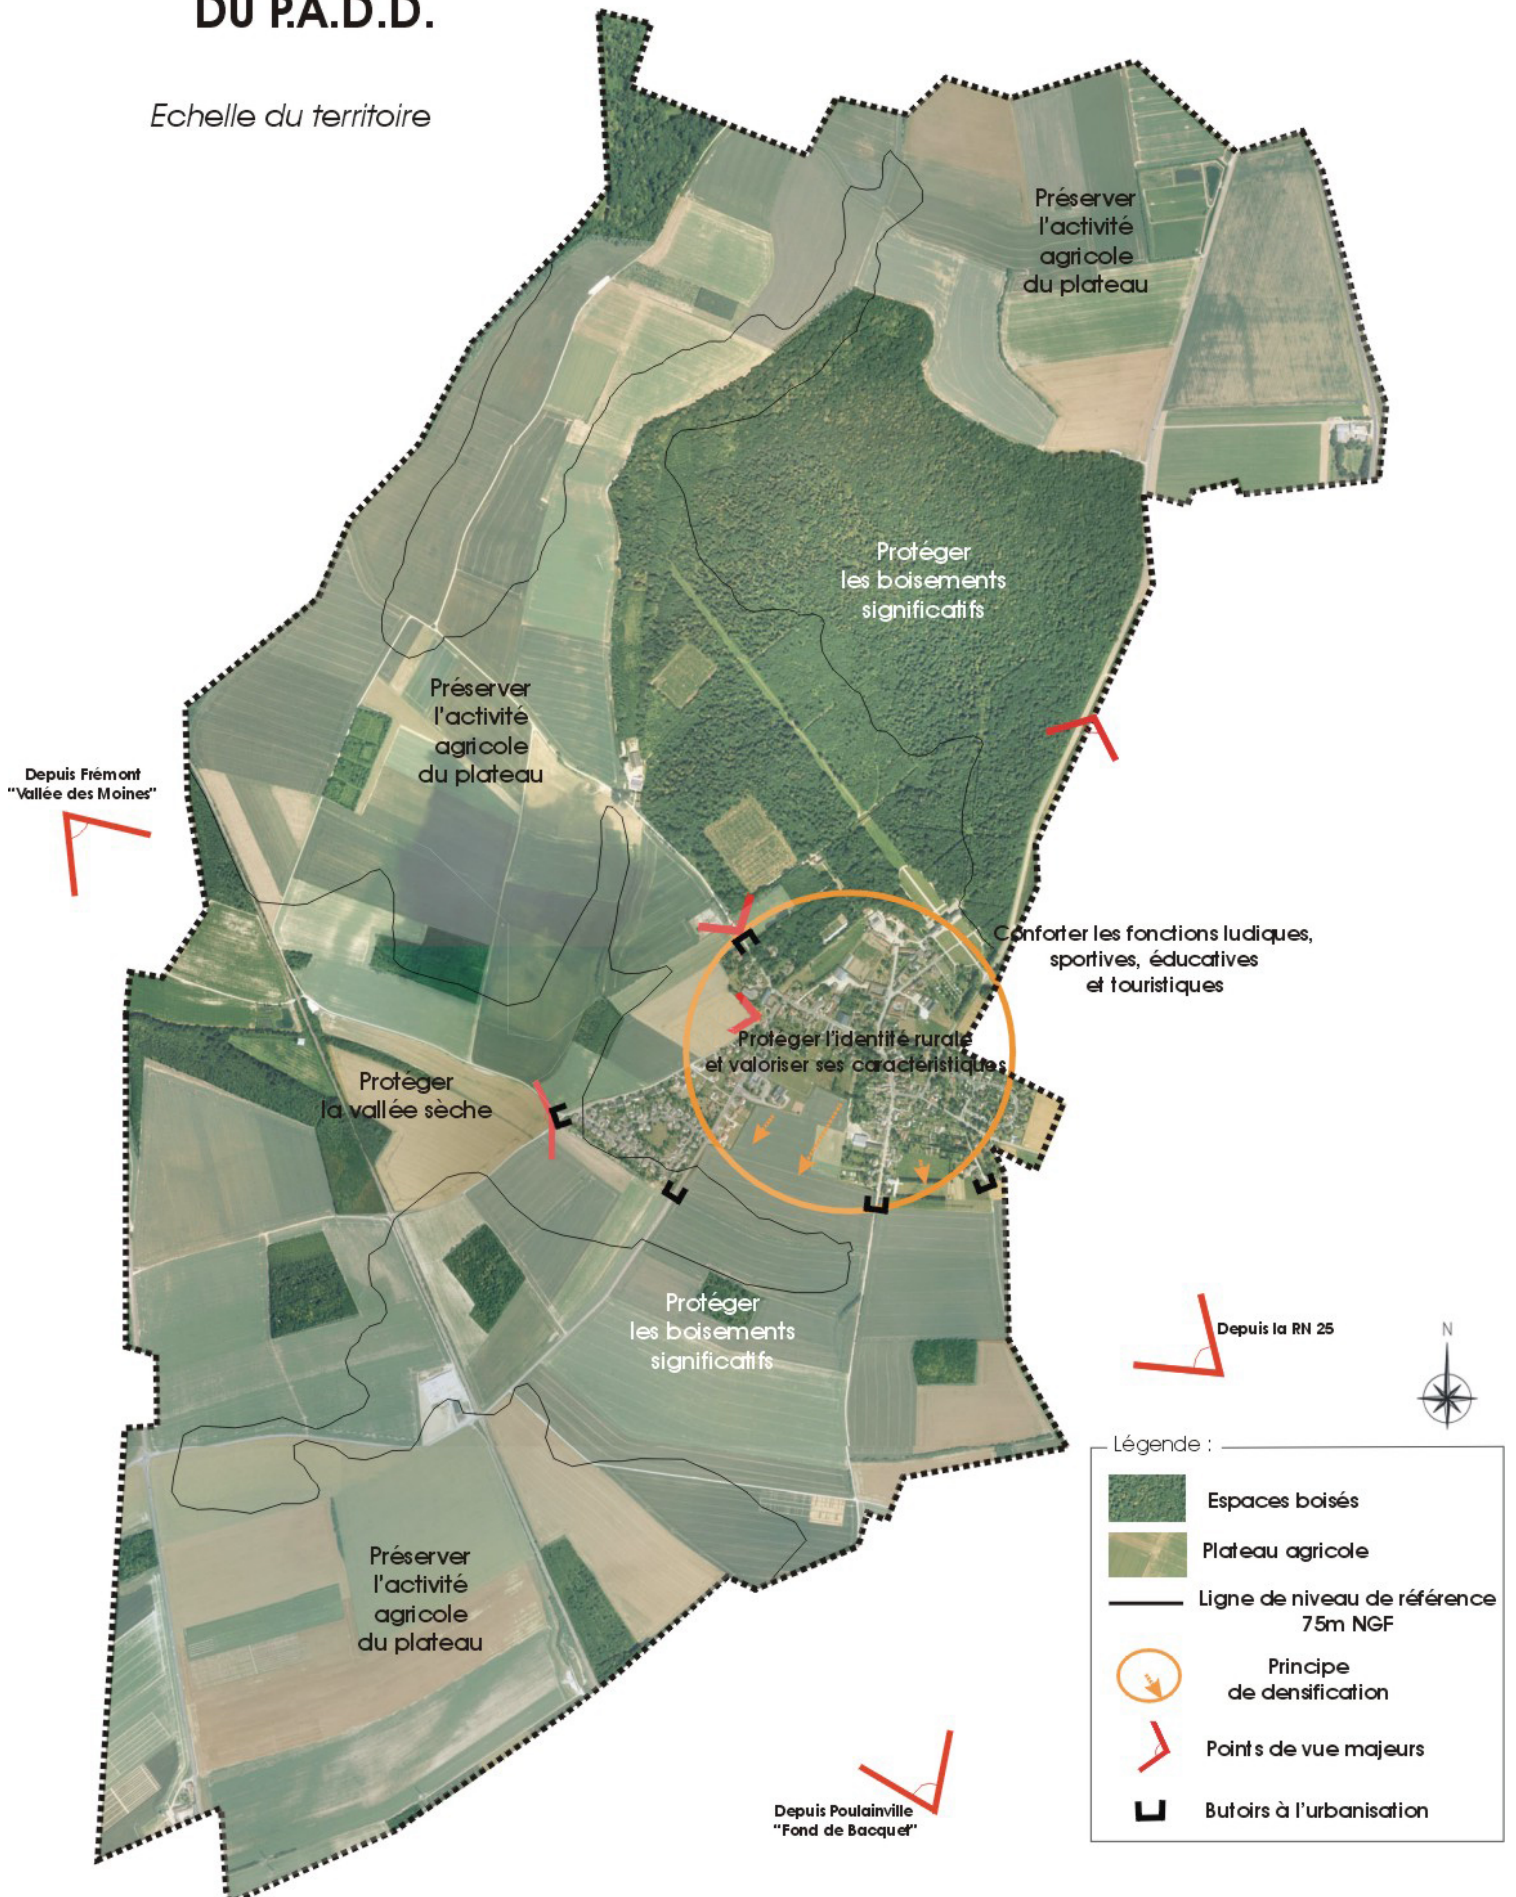 DU P.A.D.D.
Echelle du territoire
Préserver
l'activité
agricole
du plateau
Protéger
les boisements
significatifs
Préserver
l'activité
agricole
du plateau
Depuis Frémont
"Vallée des Moines"
Conforter les fonctions ludiques,
sportives, éducatives
et touristiques
Protéger l'identité rurale
et valoriser ses caractéristiques
Protéger
la vallée sèche
Protéger
les boisements
significatifs
Depuis la RN 25
N
Préserver
l'activité
agricole
du plateau
Depuis Poulainville
"Fond de Bacquet"
Légende :
Espaces boisés
Plateau agricole
Ligne de niveau de référence
75m NGF
Principe
de densification
Points de vue majeurs
Butoirs à l'urbanisation